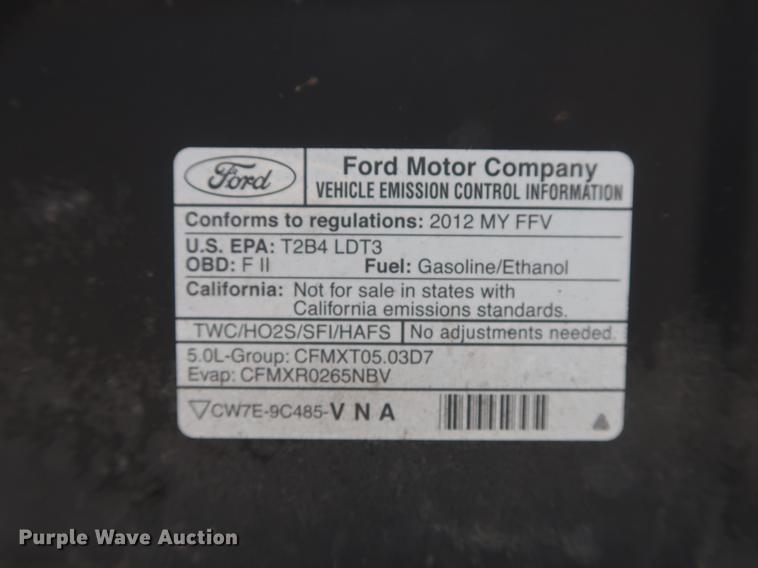 Ford
Ford Motor Company
VEHICLE EMISSION CONTROL INFORMATION
Conforms to regulations: 2012 MY FFV
U.S. EPA: T2B4 LDT3
OBD: F II Fuel: Gasoline/Ethanol
California: Not for sale in states with
California emissions standards.
TWC/HO2S/SFI/HAFS No adjustments needed.
5.0L-Group: CFMXT05.03D7
Evap: CFMXR0265NBV
CW7E-9C485-V N A
Purple Wave Auction